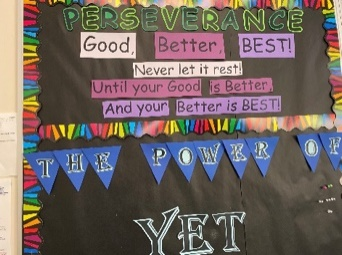 PERSEVERANCE
Good, Better, BEST!
Never let it rest!
Until your Good is Better,
And your Better is BEST!
THE POWER OF
YET